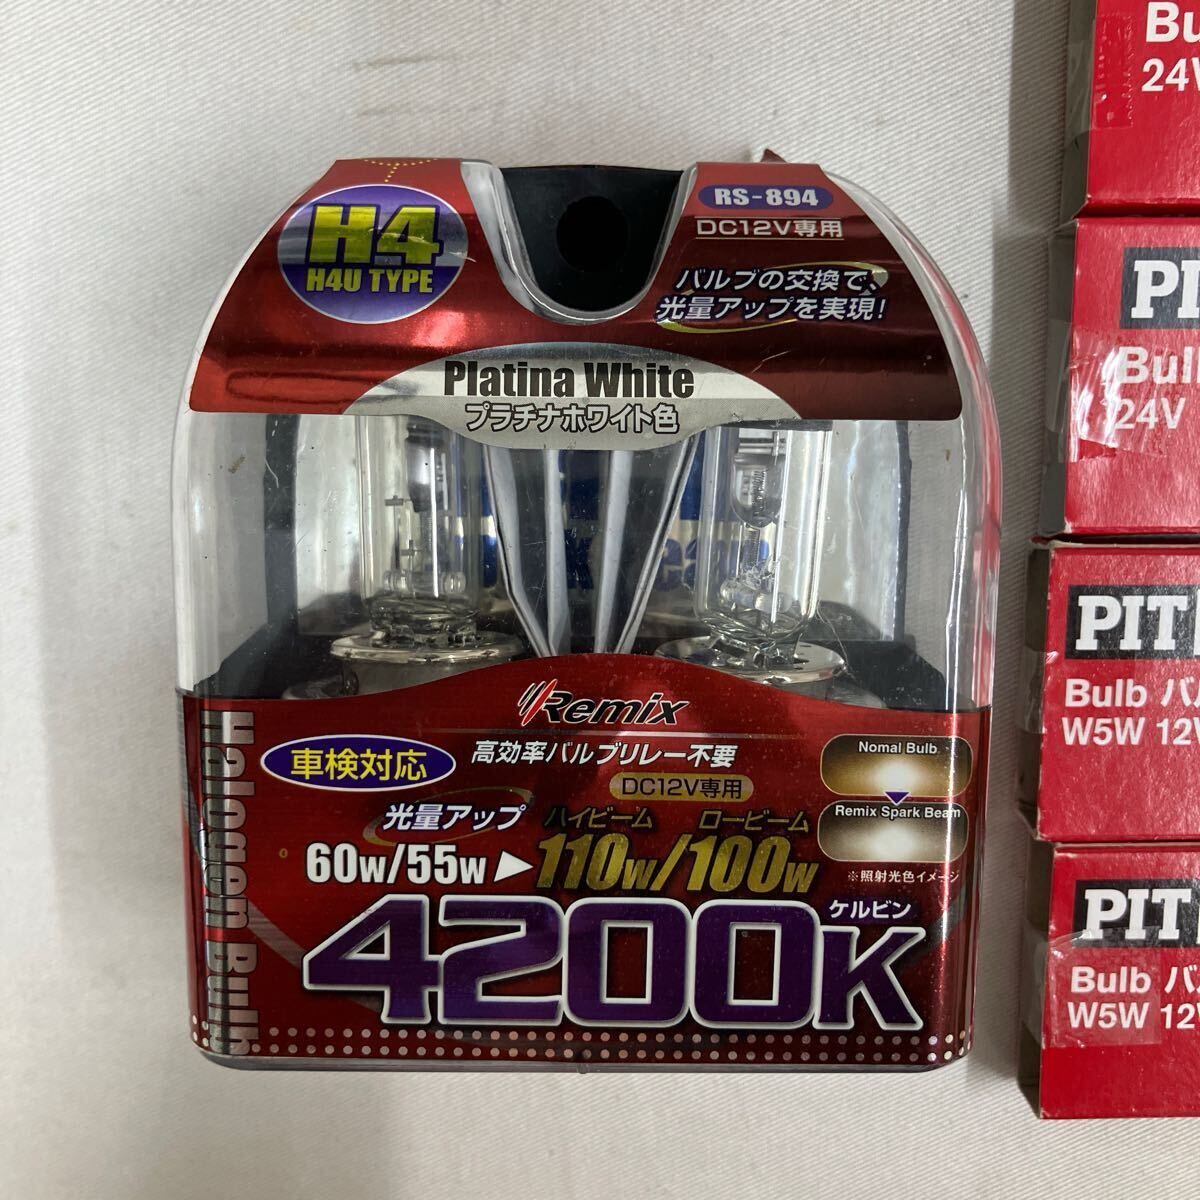 H4
H4U TYPE
RS-894
DC12V専用
バルブの交換で、
光量アップを実現!
Platina White
プラチナホワイト色
Remix
車検対応
高効率バルブリレー不要
DC12V専用
Nomal Bulb
Remix Spark Beam
※照射光色イメージ
光量アップ
ハイビーム
ロービーム
60w/55w▶110w/100w
ケルビン
4200K
Halogen Bulb
24V
PIT
24V
PIT
Bulb
W5W 12V
PIT
Bulb
W5W 12V